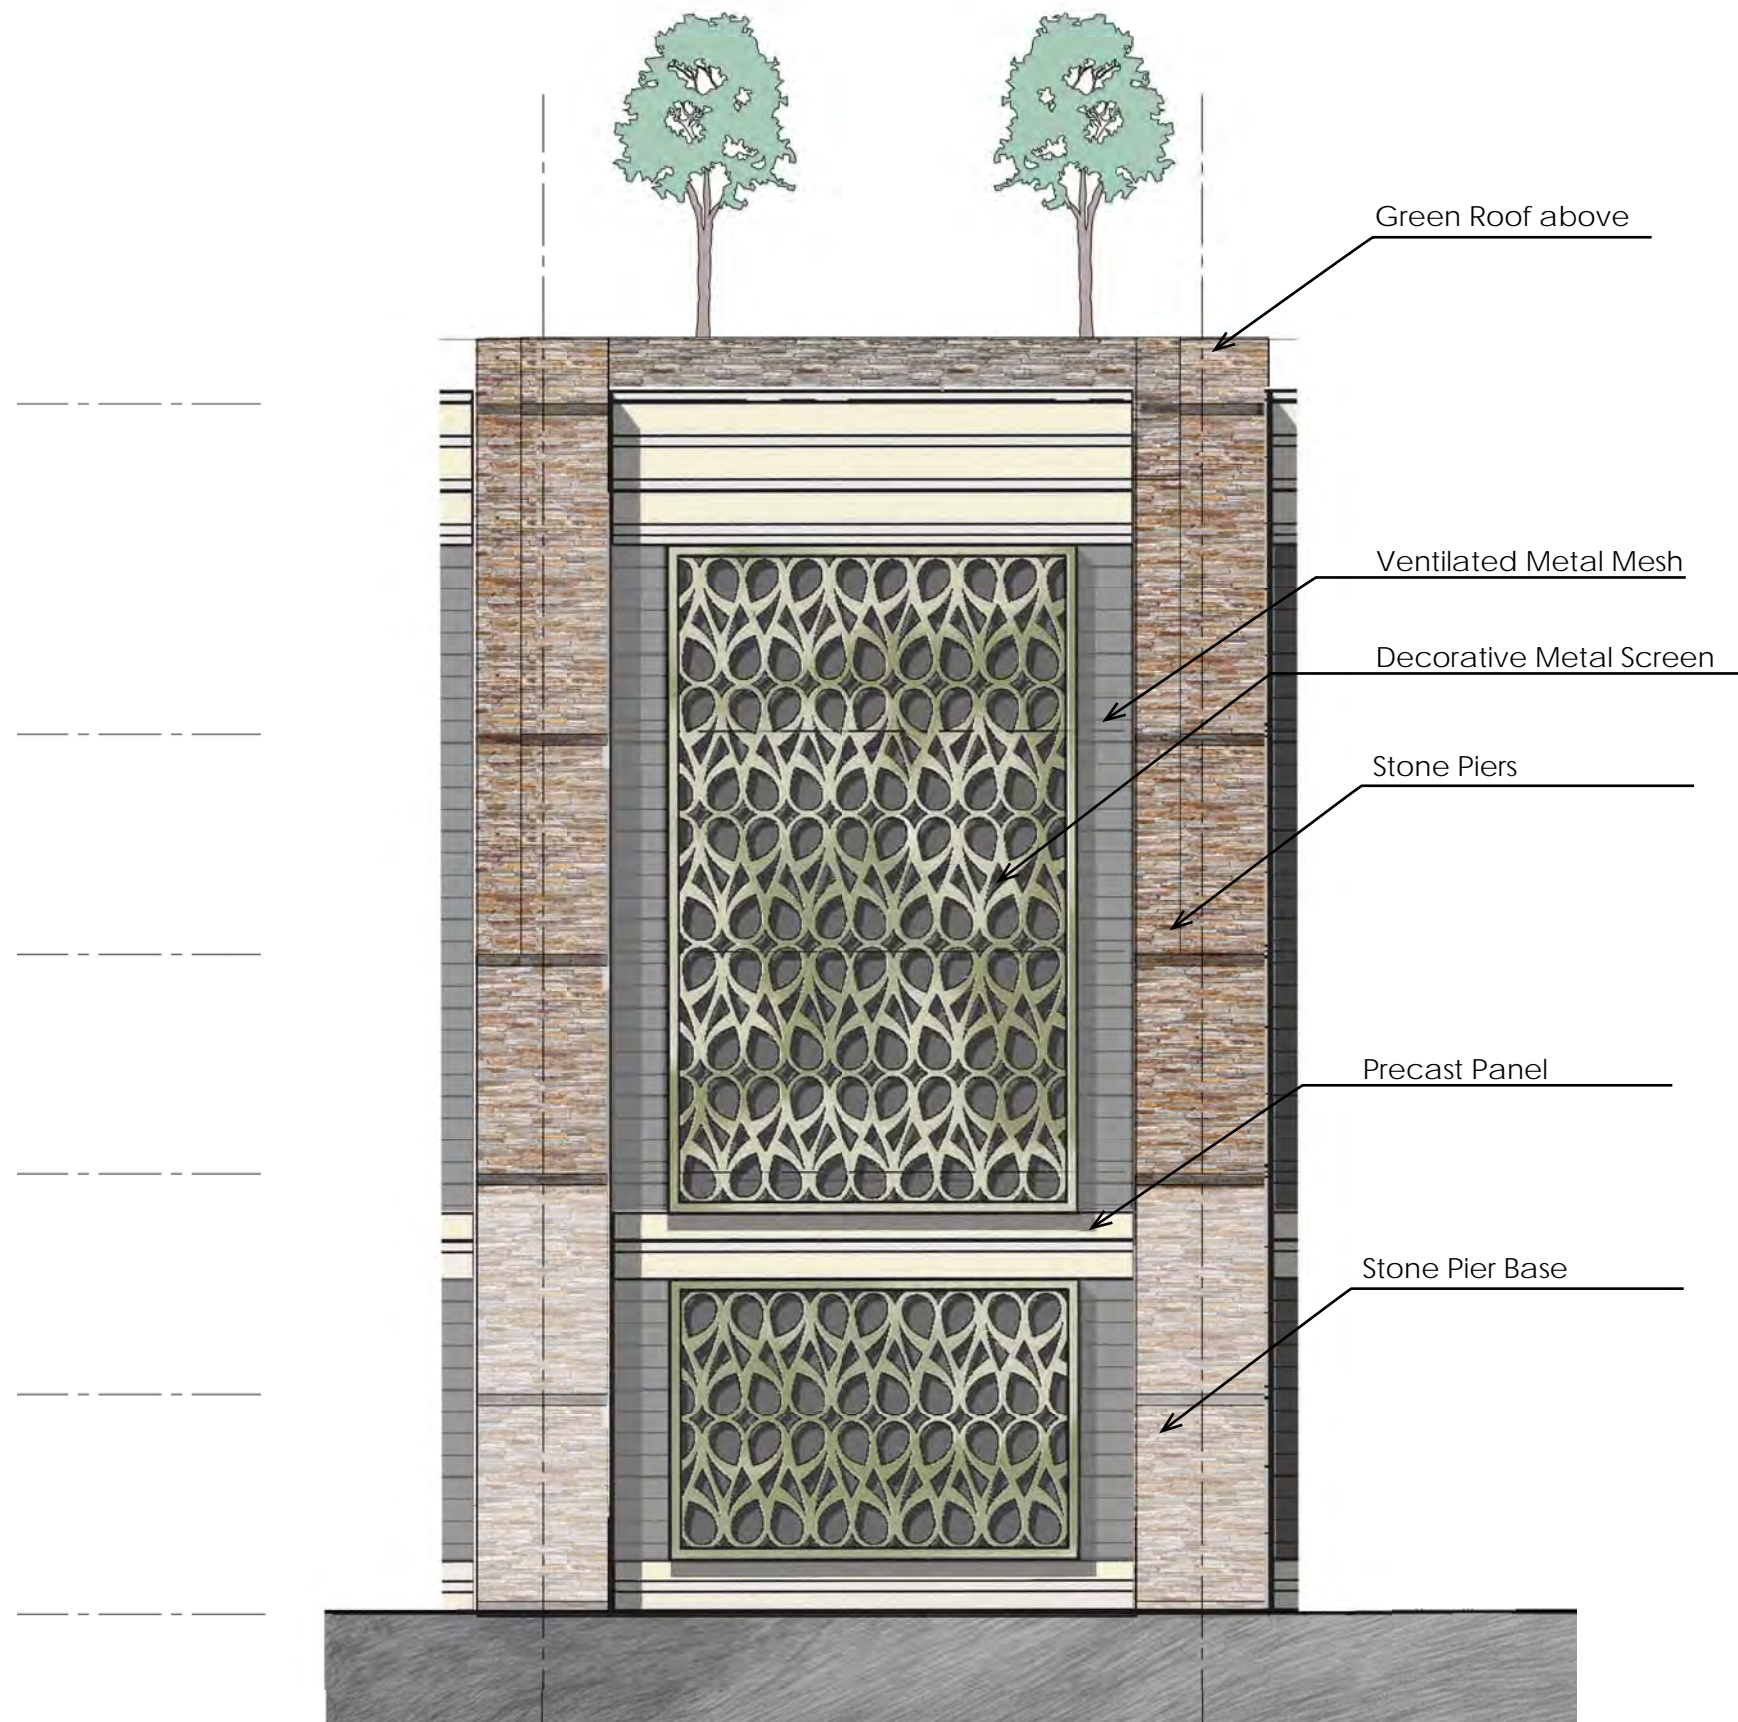 Green Roof above
Ventilated Metal Mesh
Decorative Metal Screen
Stone Piers
Precast Panel
Stone Pier Base